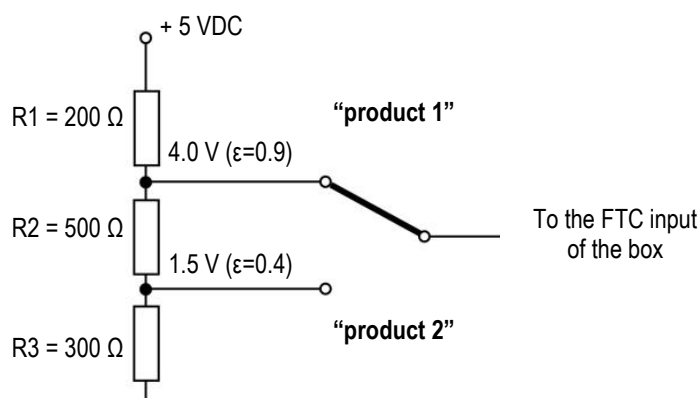 + 5 VDC
R1 = 200 Ω
“product 1”
4.0 V (ε=0.9)
R2 = 500 Ω
To the FTC input
of the box
1.5 V (ε=0.4)
“product 2”
R3 = 300 Ω